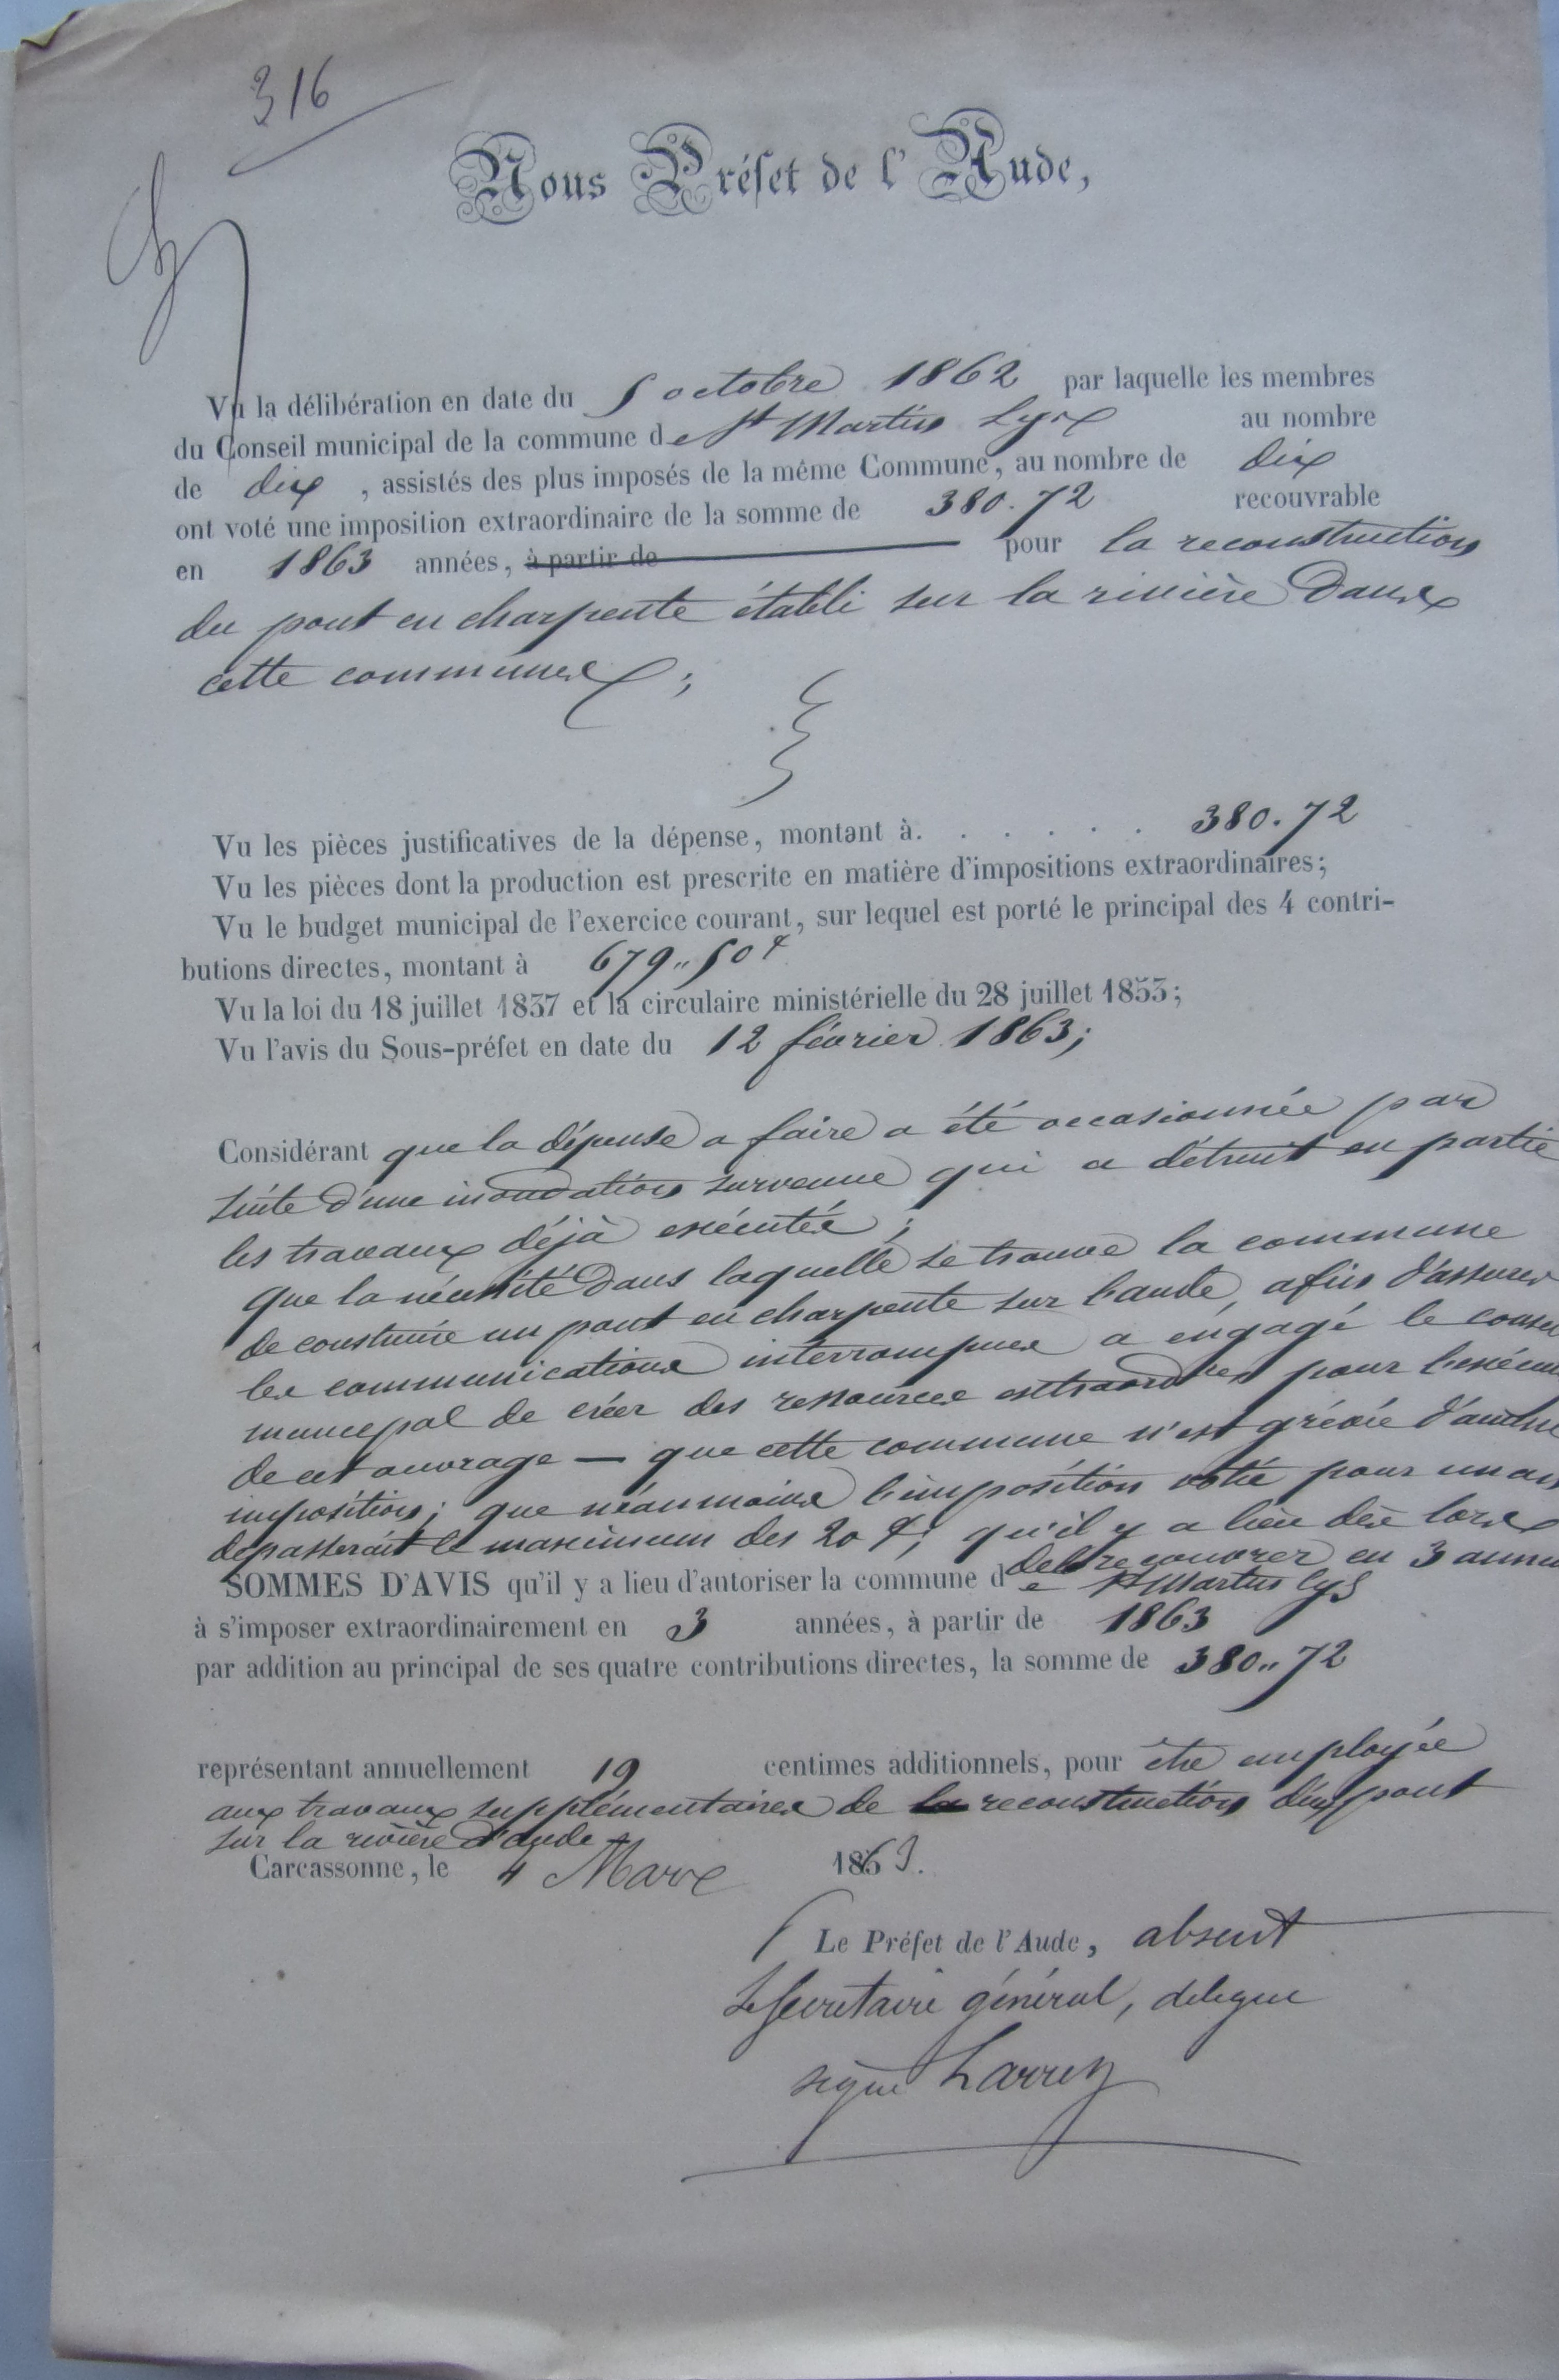 316
Nous Préfet de l'Aude,
Vu la délibération en date du 5 octobre 1862 par laquelle les membres
du Conseil municipal de la commune de St Martin Lys au nombre
de dix, assistés des plus imposés de la même Commune, au nombre de dix
ont voté une imposition extraordinaire de la somme de 380.72 recouvrable
en 1863 années, à partir de pour la reconstruction
du pont en charpente établi sur la rivière dans
cette commune ;
Vu les pièces justificatives de la dépense, montant à. . . . . . 380.72
Vu les pièces dont la production est prescrite en matière d'impositions extraordinaires;
Vu le budget municipal de l'exercice courant, sur lequel est porté le principal des 4 contri-
butions directes, montant à 679,,50
Vu la loi du 18 juillet 1837 et la circulaire ministérielle du 28 juillet 1853;
Vu l'avis du Sous-préfet en date du 12 février 1863;
Considérant que la dépense a faire a été occasionnée par
suite d'une inondation survenue qui a détruit en partie
les travaux déjà exécutés ;
que la nécessité dans laquelle se trouve la commune
de construire un pont en charpente sur l'aude, afin d'assurer
les communications interrompues a engagé le conseil
municipal de créer des ressources extraordres pour l'exécu
de cet ouvrage — que cette commune n'est grévée d'autre
imposition ; que néanmoins l'imposition votée pour un an
depasserait le maximum des 20 ; qu'il y a lieu dès lors
de la recouvrer en 3 annu
SOMMES D'AVIS qu'il y a lieu d'autoriser la commune de St Martin Lys
à s'imposer extraordinairement en 3 années, à partir de 1863
par addition au principal de ses quatre contributions directes, la somme de 380,,72
représentant annuellement 19 centimes additionnels, pour être employée
aux travaux supplémentaires de la reconstruction d'un pont
sur la rivière d'aude
Carcassonne, le 4 Mars 1863.
Le Préfet de l'Aude, absent
Le Secretaire général, delegue
signé Larrey